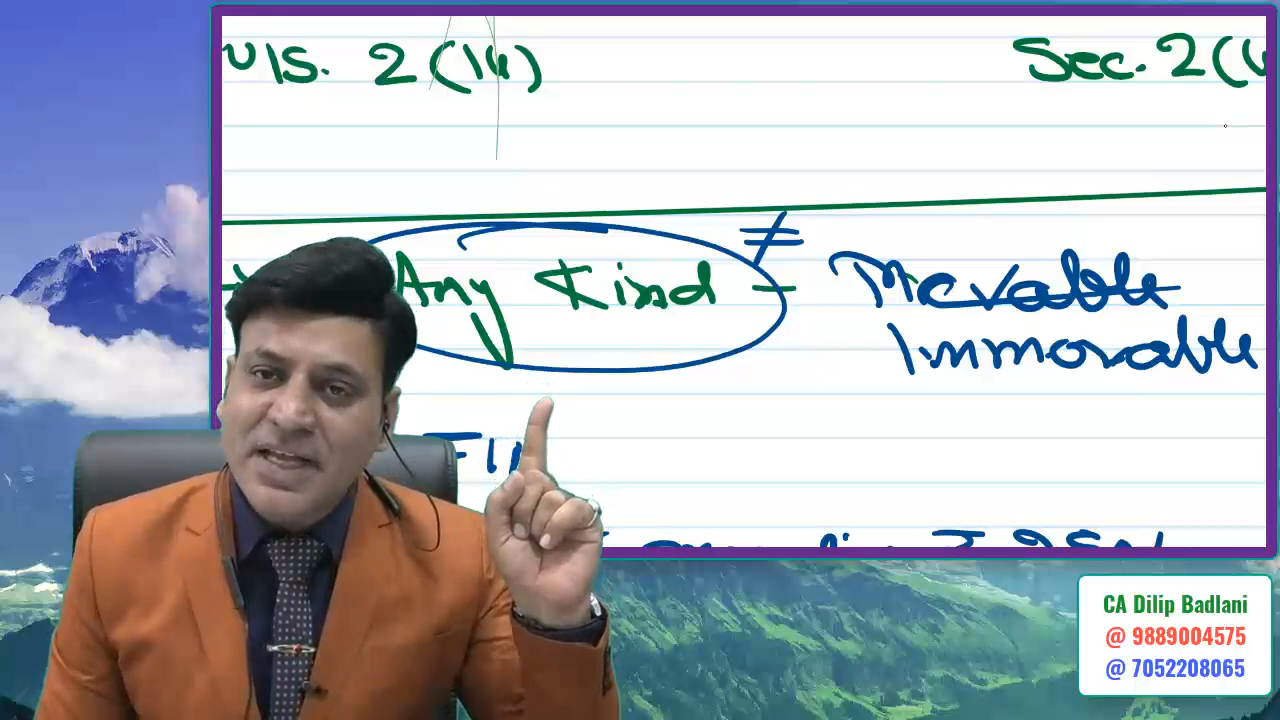 U/S. 2 (14)
Sec. 2 (
Any Kind - ≠ Movable
Immovable
CA Dilip Badlani
@ 9889004575
@ 7052208065